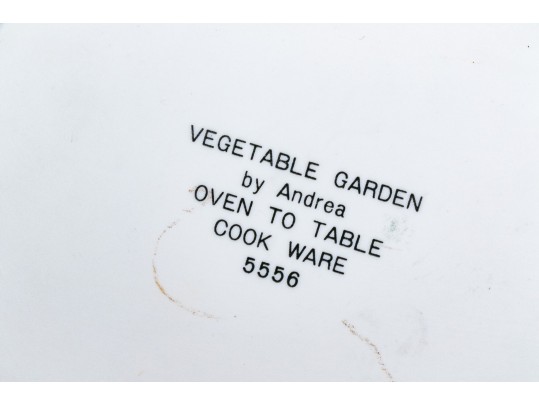 VEGETABLE GARDEN
by Andrea
OVEN TO TABLE
COOK WARE
5556